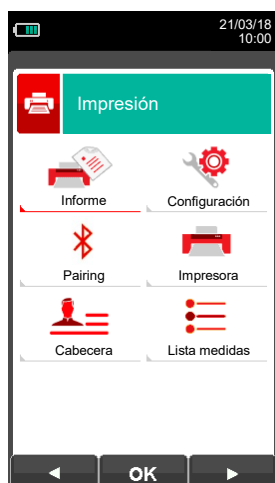 21/03/18
10:00
Impresión
Informe
Configuración
Pairing
Impresora
Cabecera
Lista medidas
OK